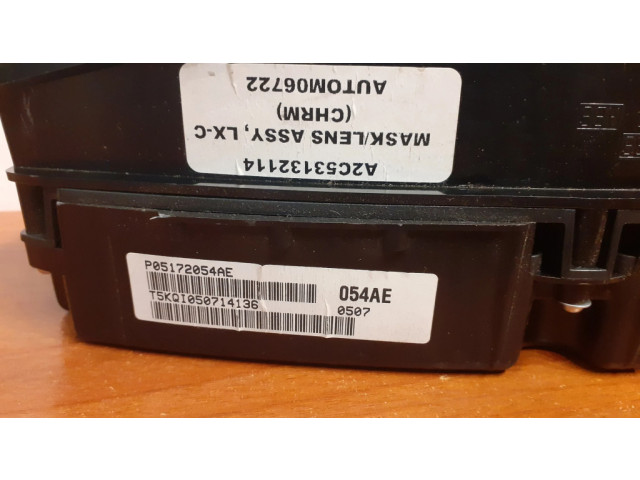 A2C53132114
MASK/LENS ASSY, LX-C
(CHRM)
AUTOM06722
P05172054AE
054AE
T5KQI050714136
0507